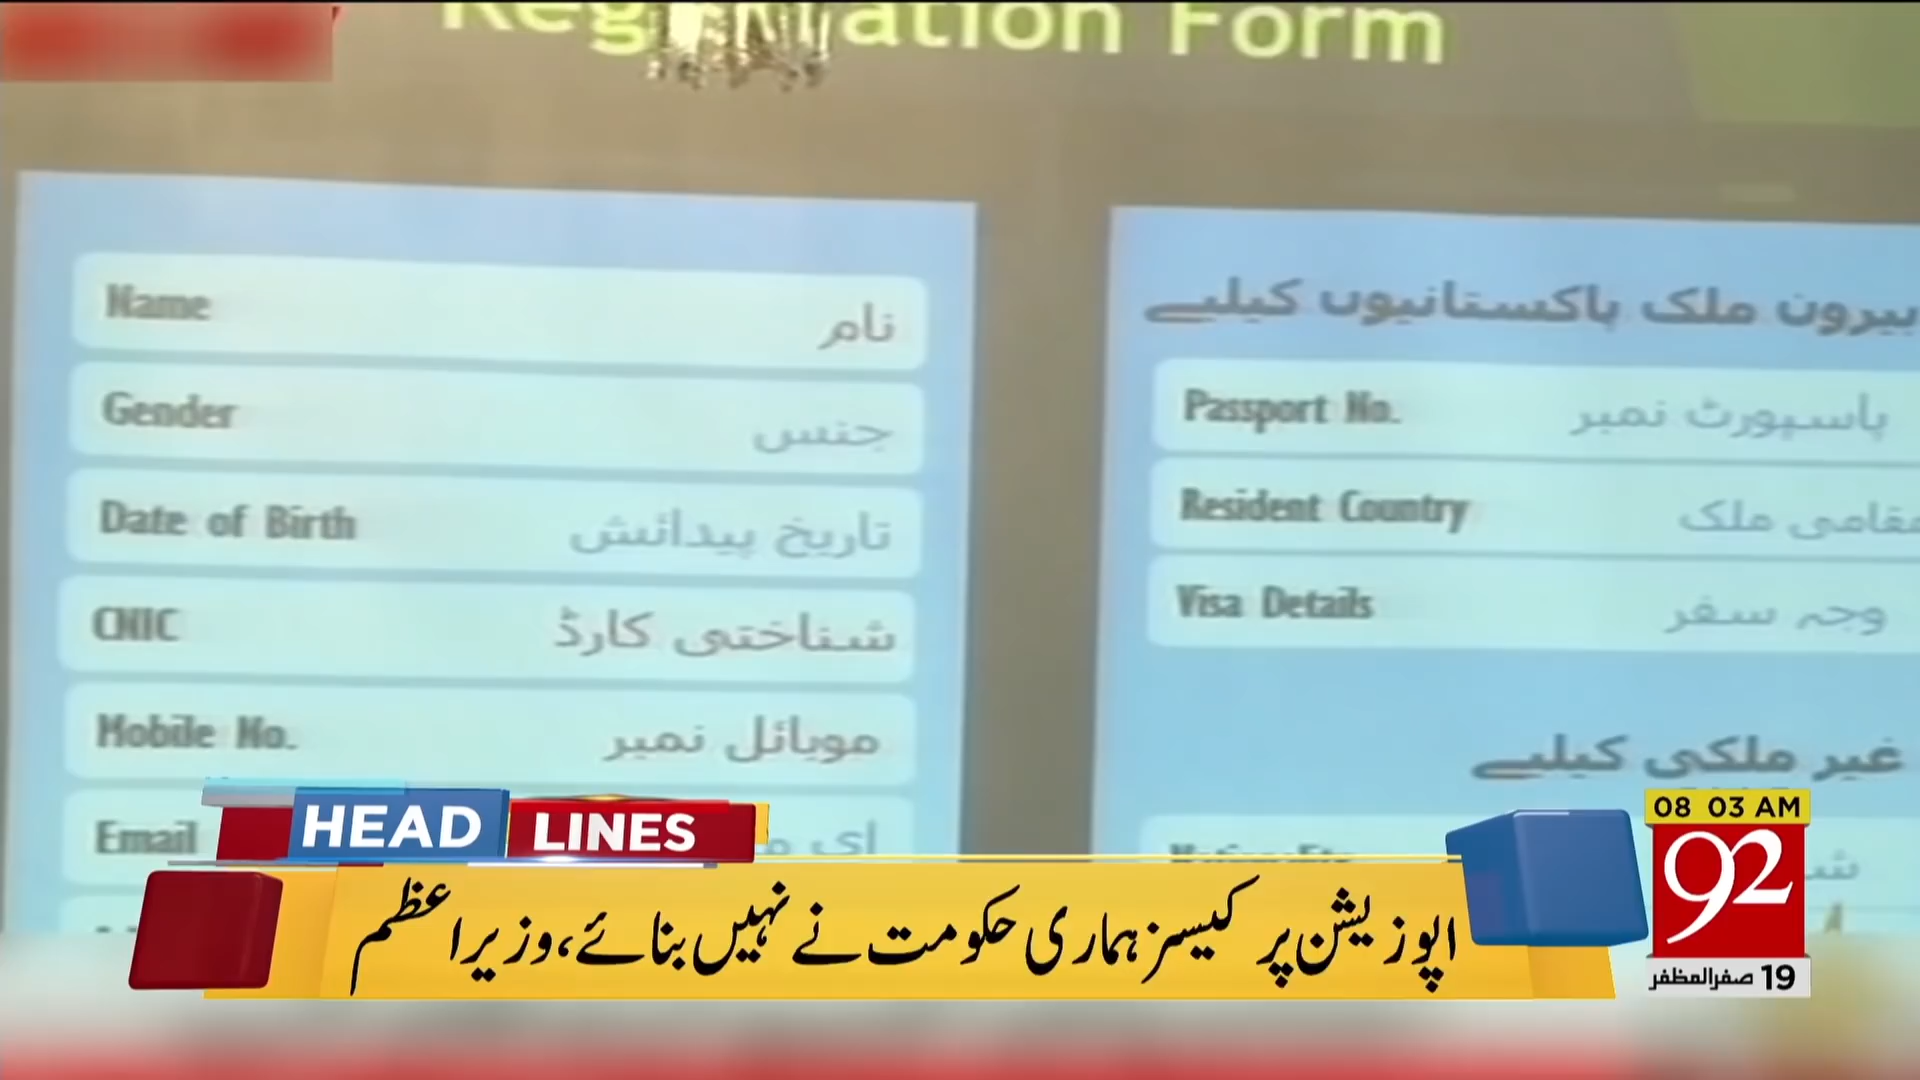 Registration Form
Name نام
Gender جنس
Date of Birth تاریخ پیدائش
CNIC شناختی کارڈ
Mobile No. موبائل نمبر
Email ای
بیرون ملک پاکستانیوں کیلیے
Passport No. پاسپورٹ نمبر
Resident Country مقامی ملک
Visa Details وجہ سفر
غیر ملکی کیلیے
HEAD LINES
اپوزیشن پر کیسز ہماری حکومت نے نہیں بنائے، وزیراعظم
08 03 AM
92
19 صفرالمظفر